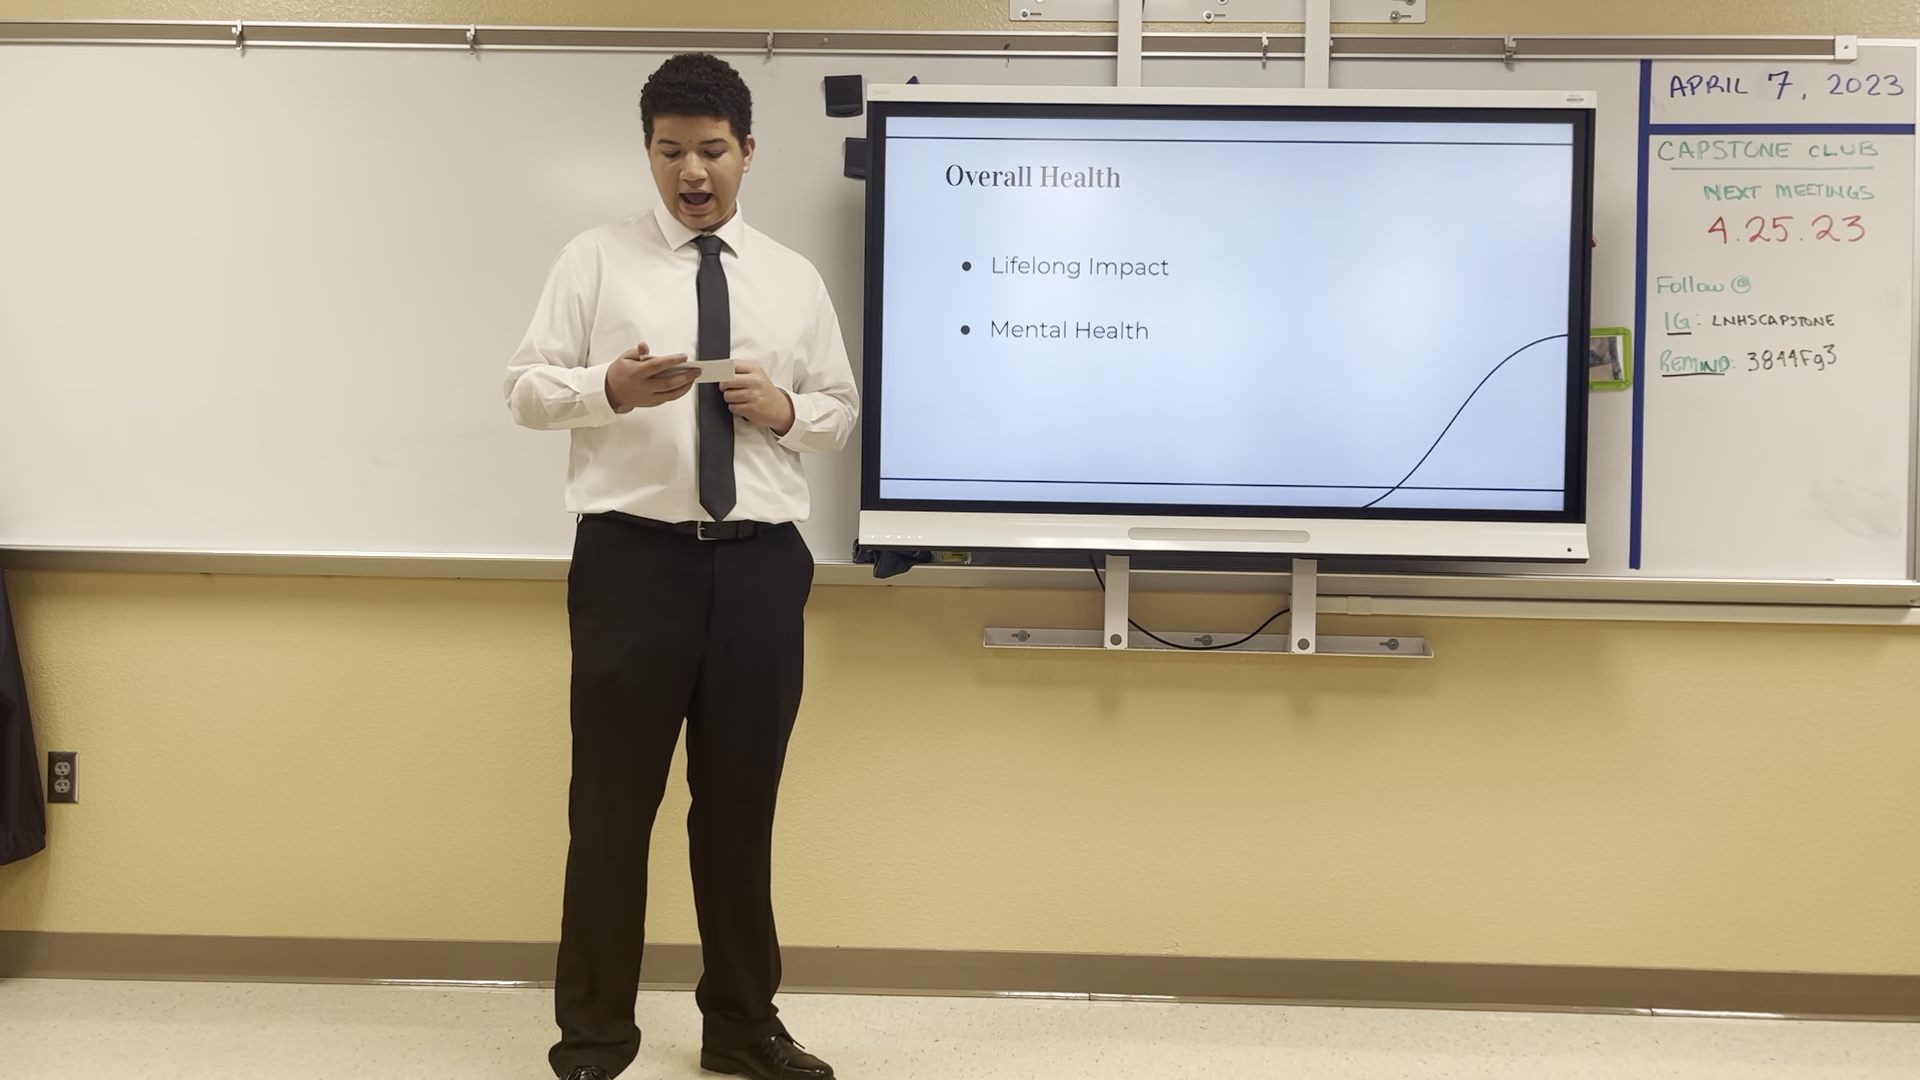 Overall Health
● Lifelong Impact
● Mental Health
APRIL 7, 2023
CAPSTONE CLUB
NEXT MEETINGS
4.25.23
Follow @
IG: LNHSCAPSTONE
REMIND: 3844Fg3